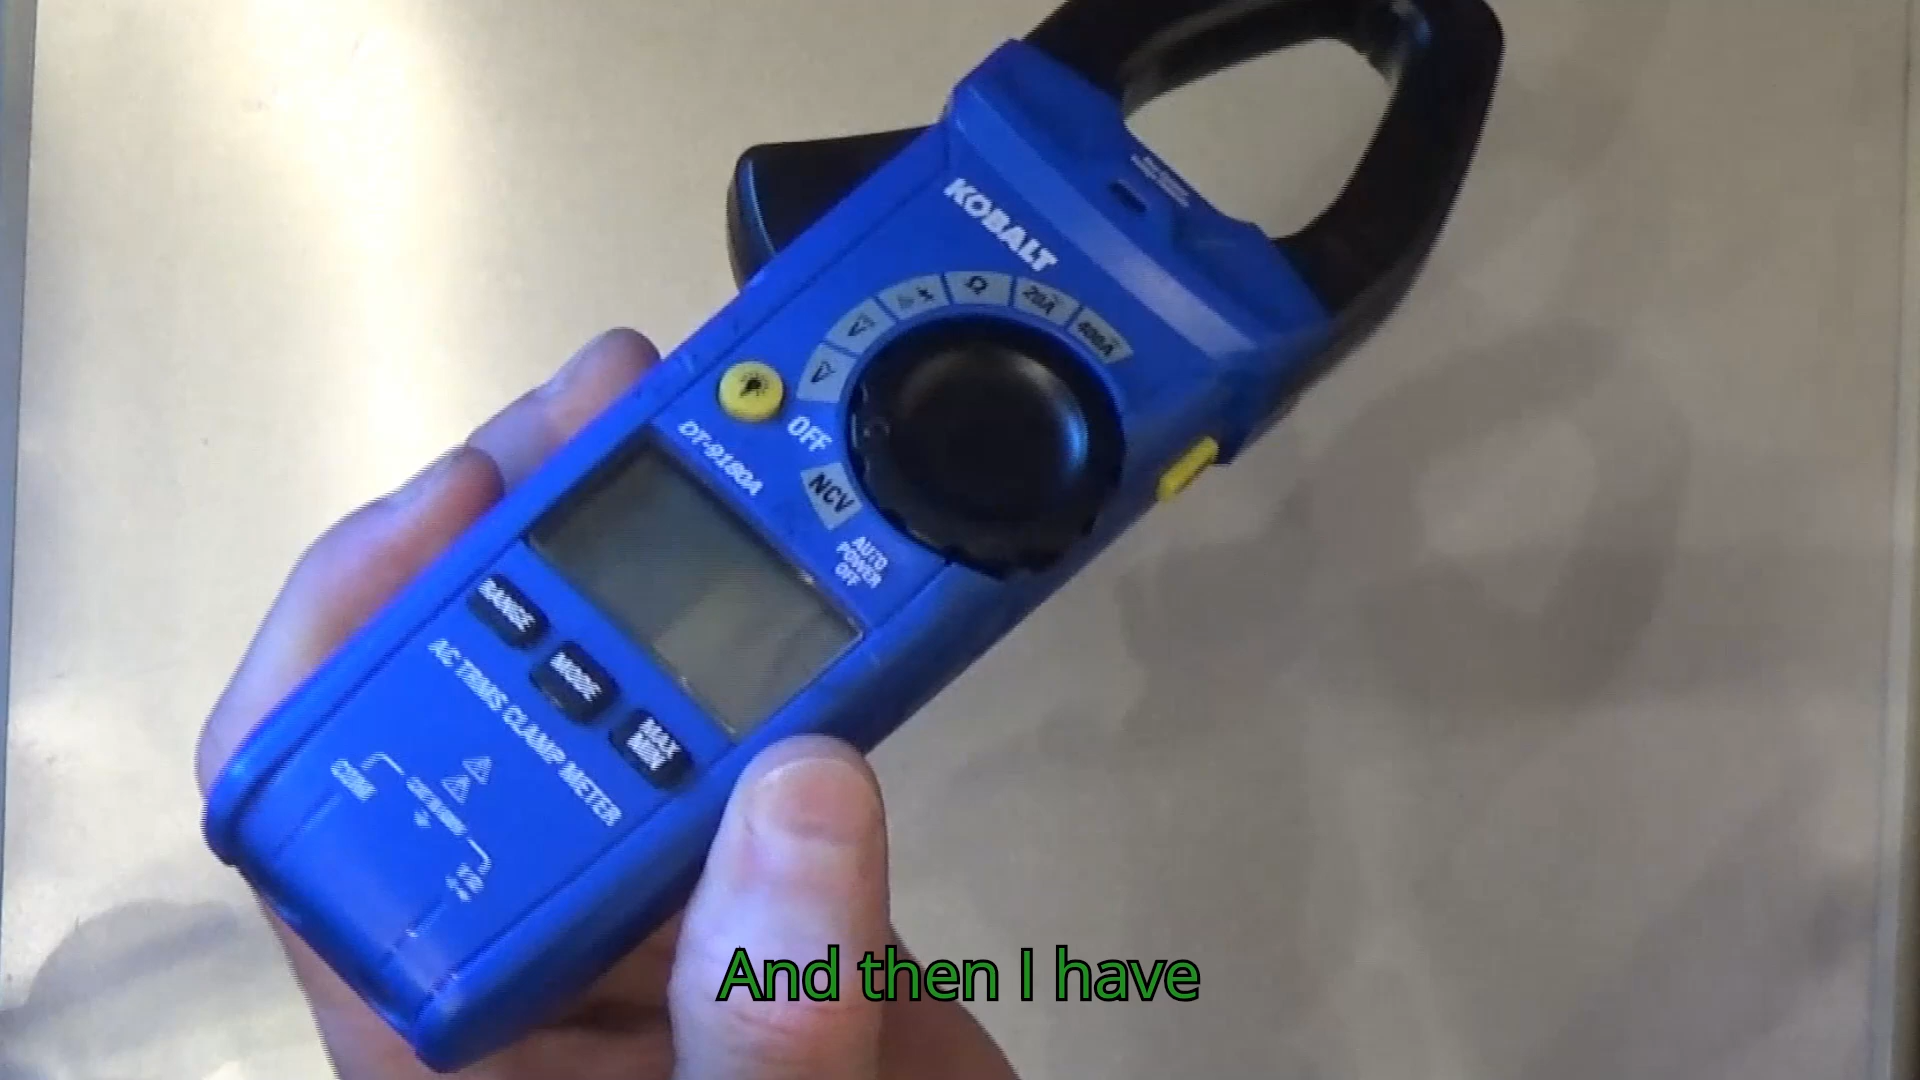 KOBALT
Ω
20A
400A
OFF
NCV
DT-9180A
AUTO
POWER
OFF
RANGE
MODE
MAX
MIN
AC TRMS CLAMP METER
COM
And then I have